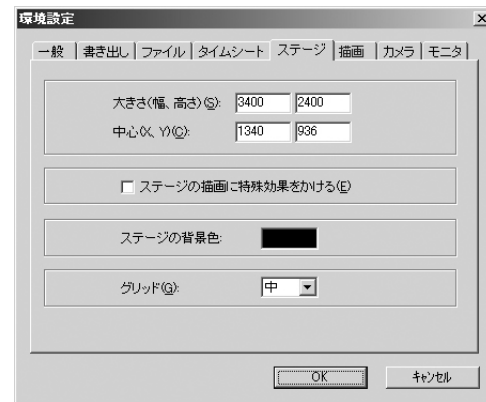 環境設定
一般 書き出し ファイル タイムシート ステージ 描画 カメラ モニタ
大きさ(幅、高さ)(S): 3400 2400
中心(X、Y)(C): 1340 936
ステージの描画に特殊効果をかける(E)
ステージの背景色:
グリッド(G): 中
OK キャンセル